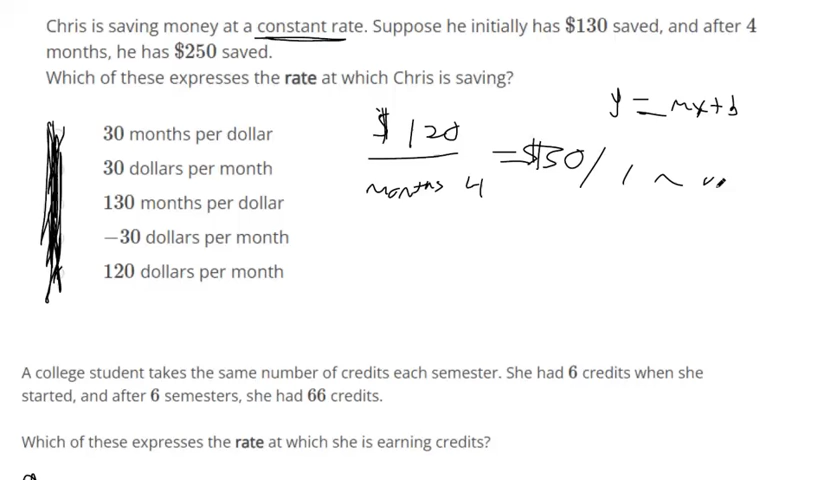 Chris is saving money at a constant rate. Suppose he initially has $130 saved, and after 4
months, he has $250 saved.
Which of these expresses the rate at which Chris is saving?
y = mx+b
30 months per dollar
30 dollars per month
130 months per dollar
−30 dollars per month
120 dollars per month
$ 120
months 4
= $30 / 1
A college student takes the same number of credits each semester. She had 6 credits when she
started, and after 6 semesters, she had 66 credits.
Which of these expresses the rate at which she is earning credits?